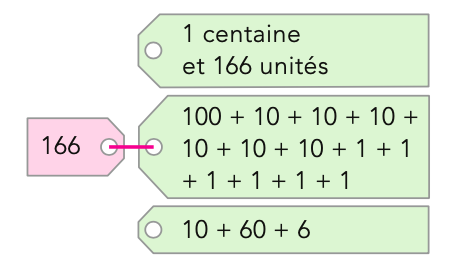 1 centaine
et 166 unités
166
100 + 10 + 10 + 10 +
10 + 10 + 10 + 1 + 1
+ 1 + 1 + 1 + 1
10 + 60 + 6